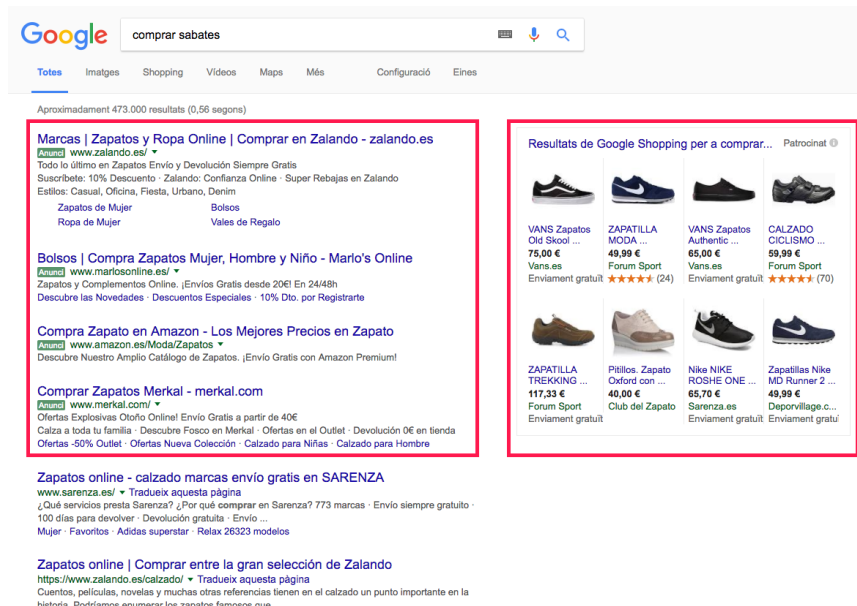 Google
comprar sabates
Totes Imatges Shopping Vídeos Maps Més Configuració Eines
Aproximadament 473.000 resultats (0,56 segons)
Marcas | Zapatos y Ropa Online | Comprar en Zalando - zalando.es
Anunci www.zalando.es/
Todo lo último en Zapatos Envío y Devolución Siempre Gratis
Suscríbete: 10% Descuento · Zalando: Confianza Online · Super Rebajas en Zalando
Estilos: Casual, Oficina, Fiesta, Urbano, Denim
Zapatos de Mujer Bolsos
Ropa de Mujer Vales de Regalo
Bolsos | Compra Zapatos Mujer, Hombre y Niño - Marlo's Online
Anunci www.marlosonline.es/
Zapatos y Complementos Online. ¡Envíos Gratis desde 20€! En 24/48h
Descubre las Novedades · Descuentos Especiales · 10% Dto. por Registrarte
Compra Zapato en Amazon - Los Mejores Precios en Zapato
Anunci www.amazon.es/Moda/Zapatos
Descubre Nuestro Amplio Catálogo de Zapatos. ¡Envío Gratis con Amazon Premium!
Comprar Zapatos Merkal - merkal.com
Anunci www.merkal.com/
Ofertas Explosivas Otoño Online! Envío Gratis a partir de 40€
Calza a toda tu familia · Descubre Fosco en Merkal · Ofertas en el Outlet · Devolución 0€ en tienda
Ofertas -50% Outlet · Ofertas Nueva Colección · Calzado para Niñas · Calzado para Hombre
Zapatos online - calzado marcas envío gratis en SARENZA
www.sarenza.es/ Tradueix aquesta pàgina
¿Qué servicios presta Sarenza? ¿Por qué comprar en Sarenza? 773 marcas · Envío siempre gratuito ·
100 días para devolver · Devolución gratuita · Envío ...
Mujer · Favoritos · Adidas superstar · Relax 26323 modelos
Zapatos online | Comprar entre la gran selección de Zalando
https://www.zalando.es/calzado/ Tradueix aquesta pàgina
Cuentos, películas, novelas y muchas otras referencias tienen en el calzado un punto importante en la
historia. Podríamos enumerar los zapatos famosos que
Resultats de Google Shopping per a comprar... Patrocinat
VANS Zapatos ZAPATILLA VANS Zapatos CALZADO
Old Skool ... MODA ... Authentic ... CICLISMO ...
75,00 € 49,99 € 65,00 € 59,99 €
Vans.es Forum Sport Vans.es Forum Sport
Enviament gratuït (24) Enviament gratuït (70)
ZAPATILLA Pitillos. Zapato Nike NIKE Zapatillas Nike
TREKKING ... Oxford con ... ROSHE ONE ... MD Runner 2 ...
117,33 € 40,00 € 65,70 € 49,99 €
Forum Sport Club del Zapato Sarenza.es Deporvillage.c...
Enviament gratuït Enviament gratuït Enviament gratuït